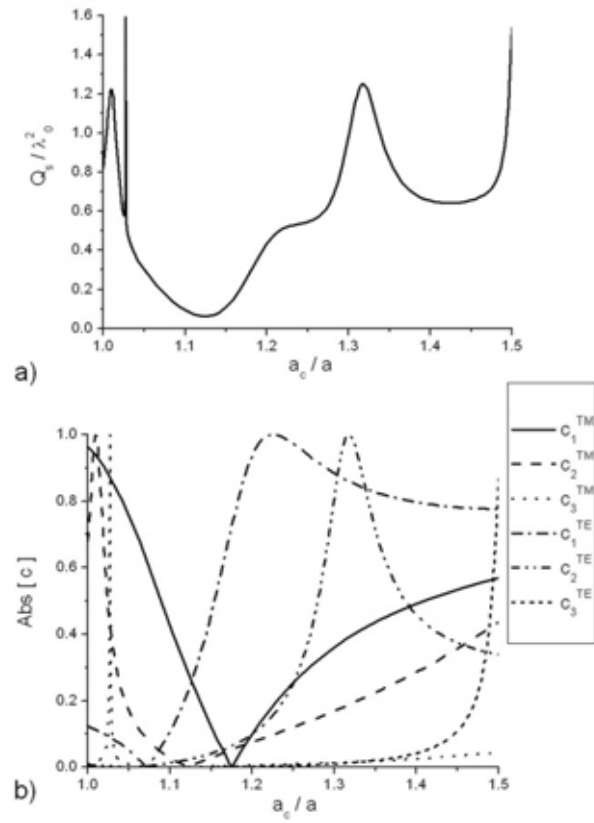 1.6
1.4
1.2
1.0
0.8
0.6
0.4
0.2
0.0
Q_s / λ_0^2
1.0 1.1 1.2 1.3 1.4 1.5
a_c / a
a)
1.0
0.8
0.6
0.4
0.2
0.0
Abs [ c ]
1.0 1.1 1.2 1.3 1.4 1.5
a_c / a
b)
c_1^TM
c_2^TM
c_3^TM
c_1^TE
c_2^TE
c_3^TE